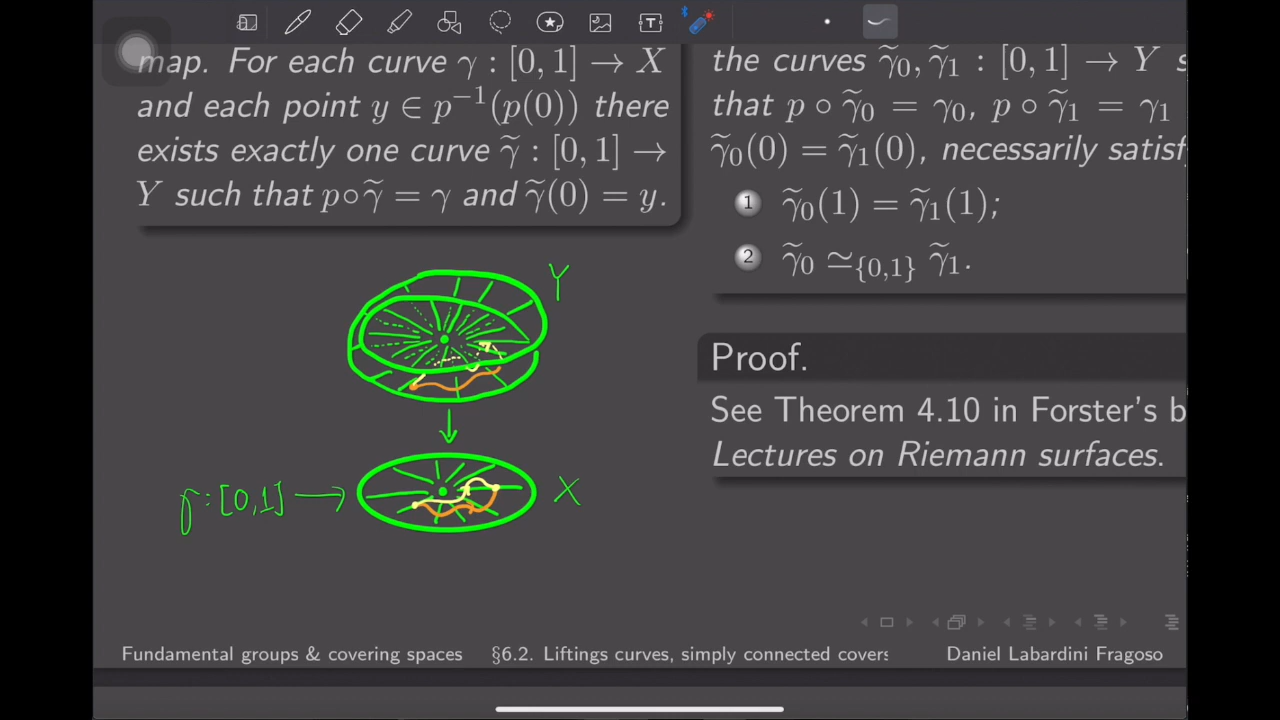 map. For each curve γ : [0, 1] → X
and each point y ∈ p⁻¹(p(0)) there
exists exactly one curve γ̃ : [0, 1] →
Y such that p∘γ̃ = γ and γ̃(0) = y.
the curves γ̃₀, γ̃₁ : [0, 1] → Y s
that p ∘ γ̃₀ = γ₀, p ∘ γ̃₁ = γ₁
γ̃₀(0) = γ̃₁(0), necessarily satisf
1 γ̃₀(1) = γ̃₁(1);
2 γ̃₀ ≃_{0,1} γ̃₁.
Proof.
See Theorem 4.10 in Forster's b
Lectures on Riemann surfaces.
Y
γ:[0,1] → X
Fundamental groups & covering spaces §6.2. Liftings curves, simply connected covers Daniel Labardini Fragoso